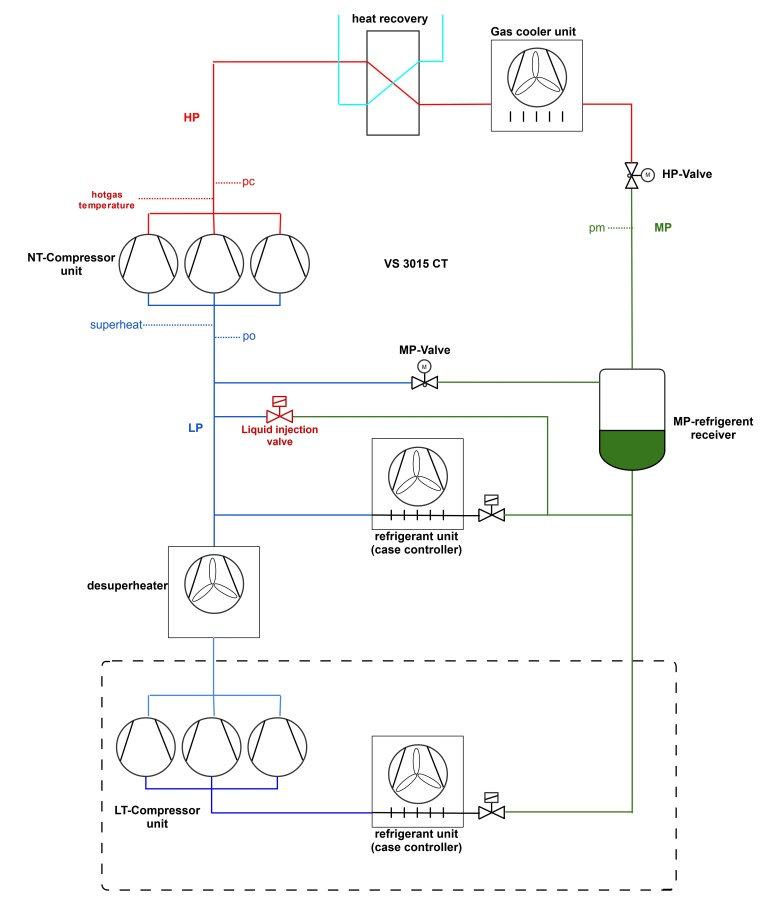 heat recovery
Gas cooler unit
HP
HP-Valve
M
pc
hotgas
temperature
pm
MP
NT-Compressor
unit
VS 3015 CT
superheat
po
MP-Valve
M
LP
Liquid injection
valve
MP-refrigerent
receiver
refrigerant unit
(case controller)
desuperheater
LT-Compressor
unit
refrigerant unit
(case controller)